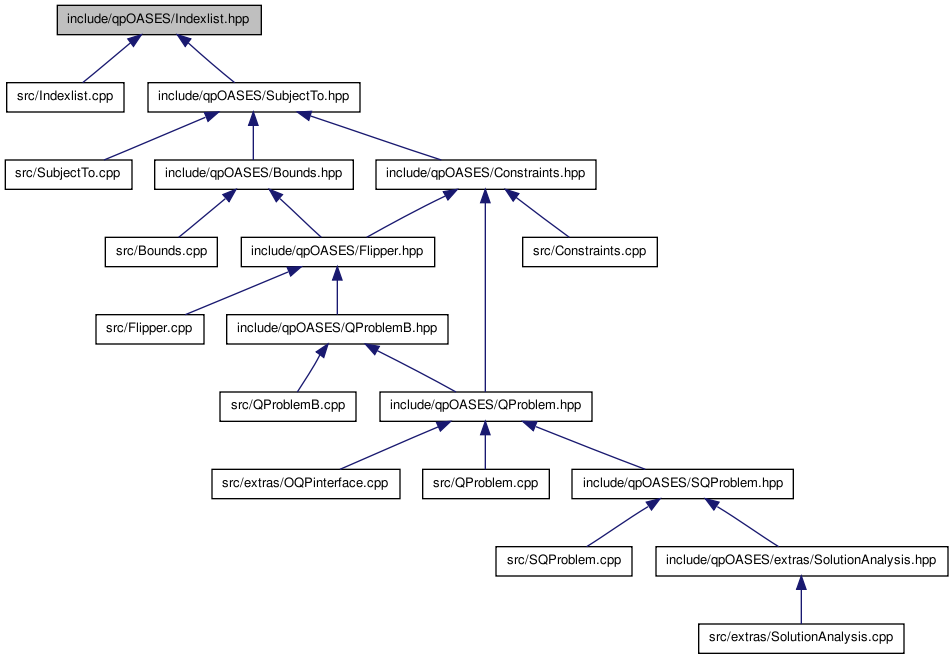 include/qpOASES/Indexlist.hpp
src/Indexlist.cpp
include/qpOASES/SubjectTo.hpp
src/SubjectTo.cpp
include/qpOASES/Bounds.hpp
include/qpOASES/Constraints.hpp
src/Bounds.cpp
include/qpOASES/Flipper.hpp
src/Constraints.cpp
src/Flipper.cpp
include/qpOASES/QProblemB.hpp
src/QProblemB.cpp
include/qpOASES/QProblem.hpp
src/extras/OQPinterface.cpp
src/QProblem.cpp
include/qpOASES/SQProblem.hpp
src/SQProblem.cpp
include/qpOASES/extras/SolutionAnalysis.hpp
src/extras/SolutionAnalysis.cpp